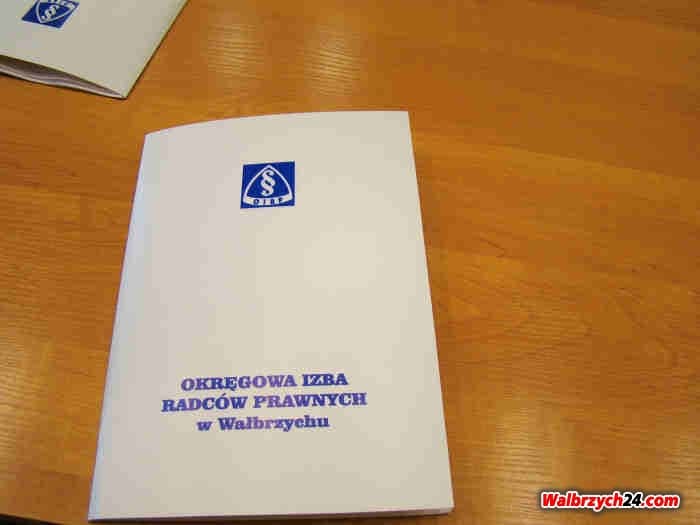 §
OIRP
OKRĘGOWA IZBA
RADCÓW PRAWNYCH
w Wałbrzychu
Walbrzych24.com